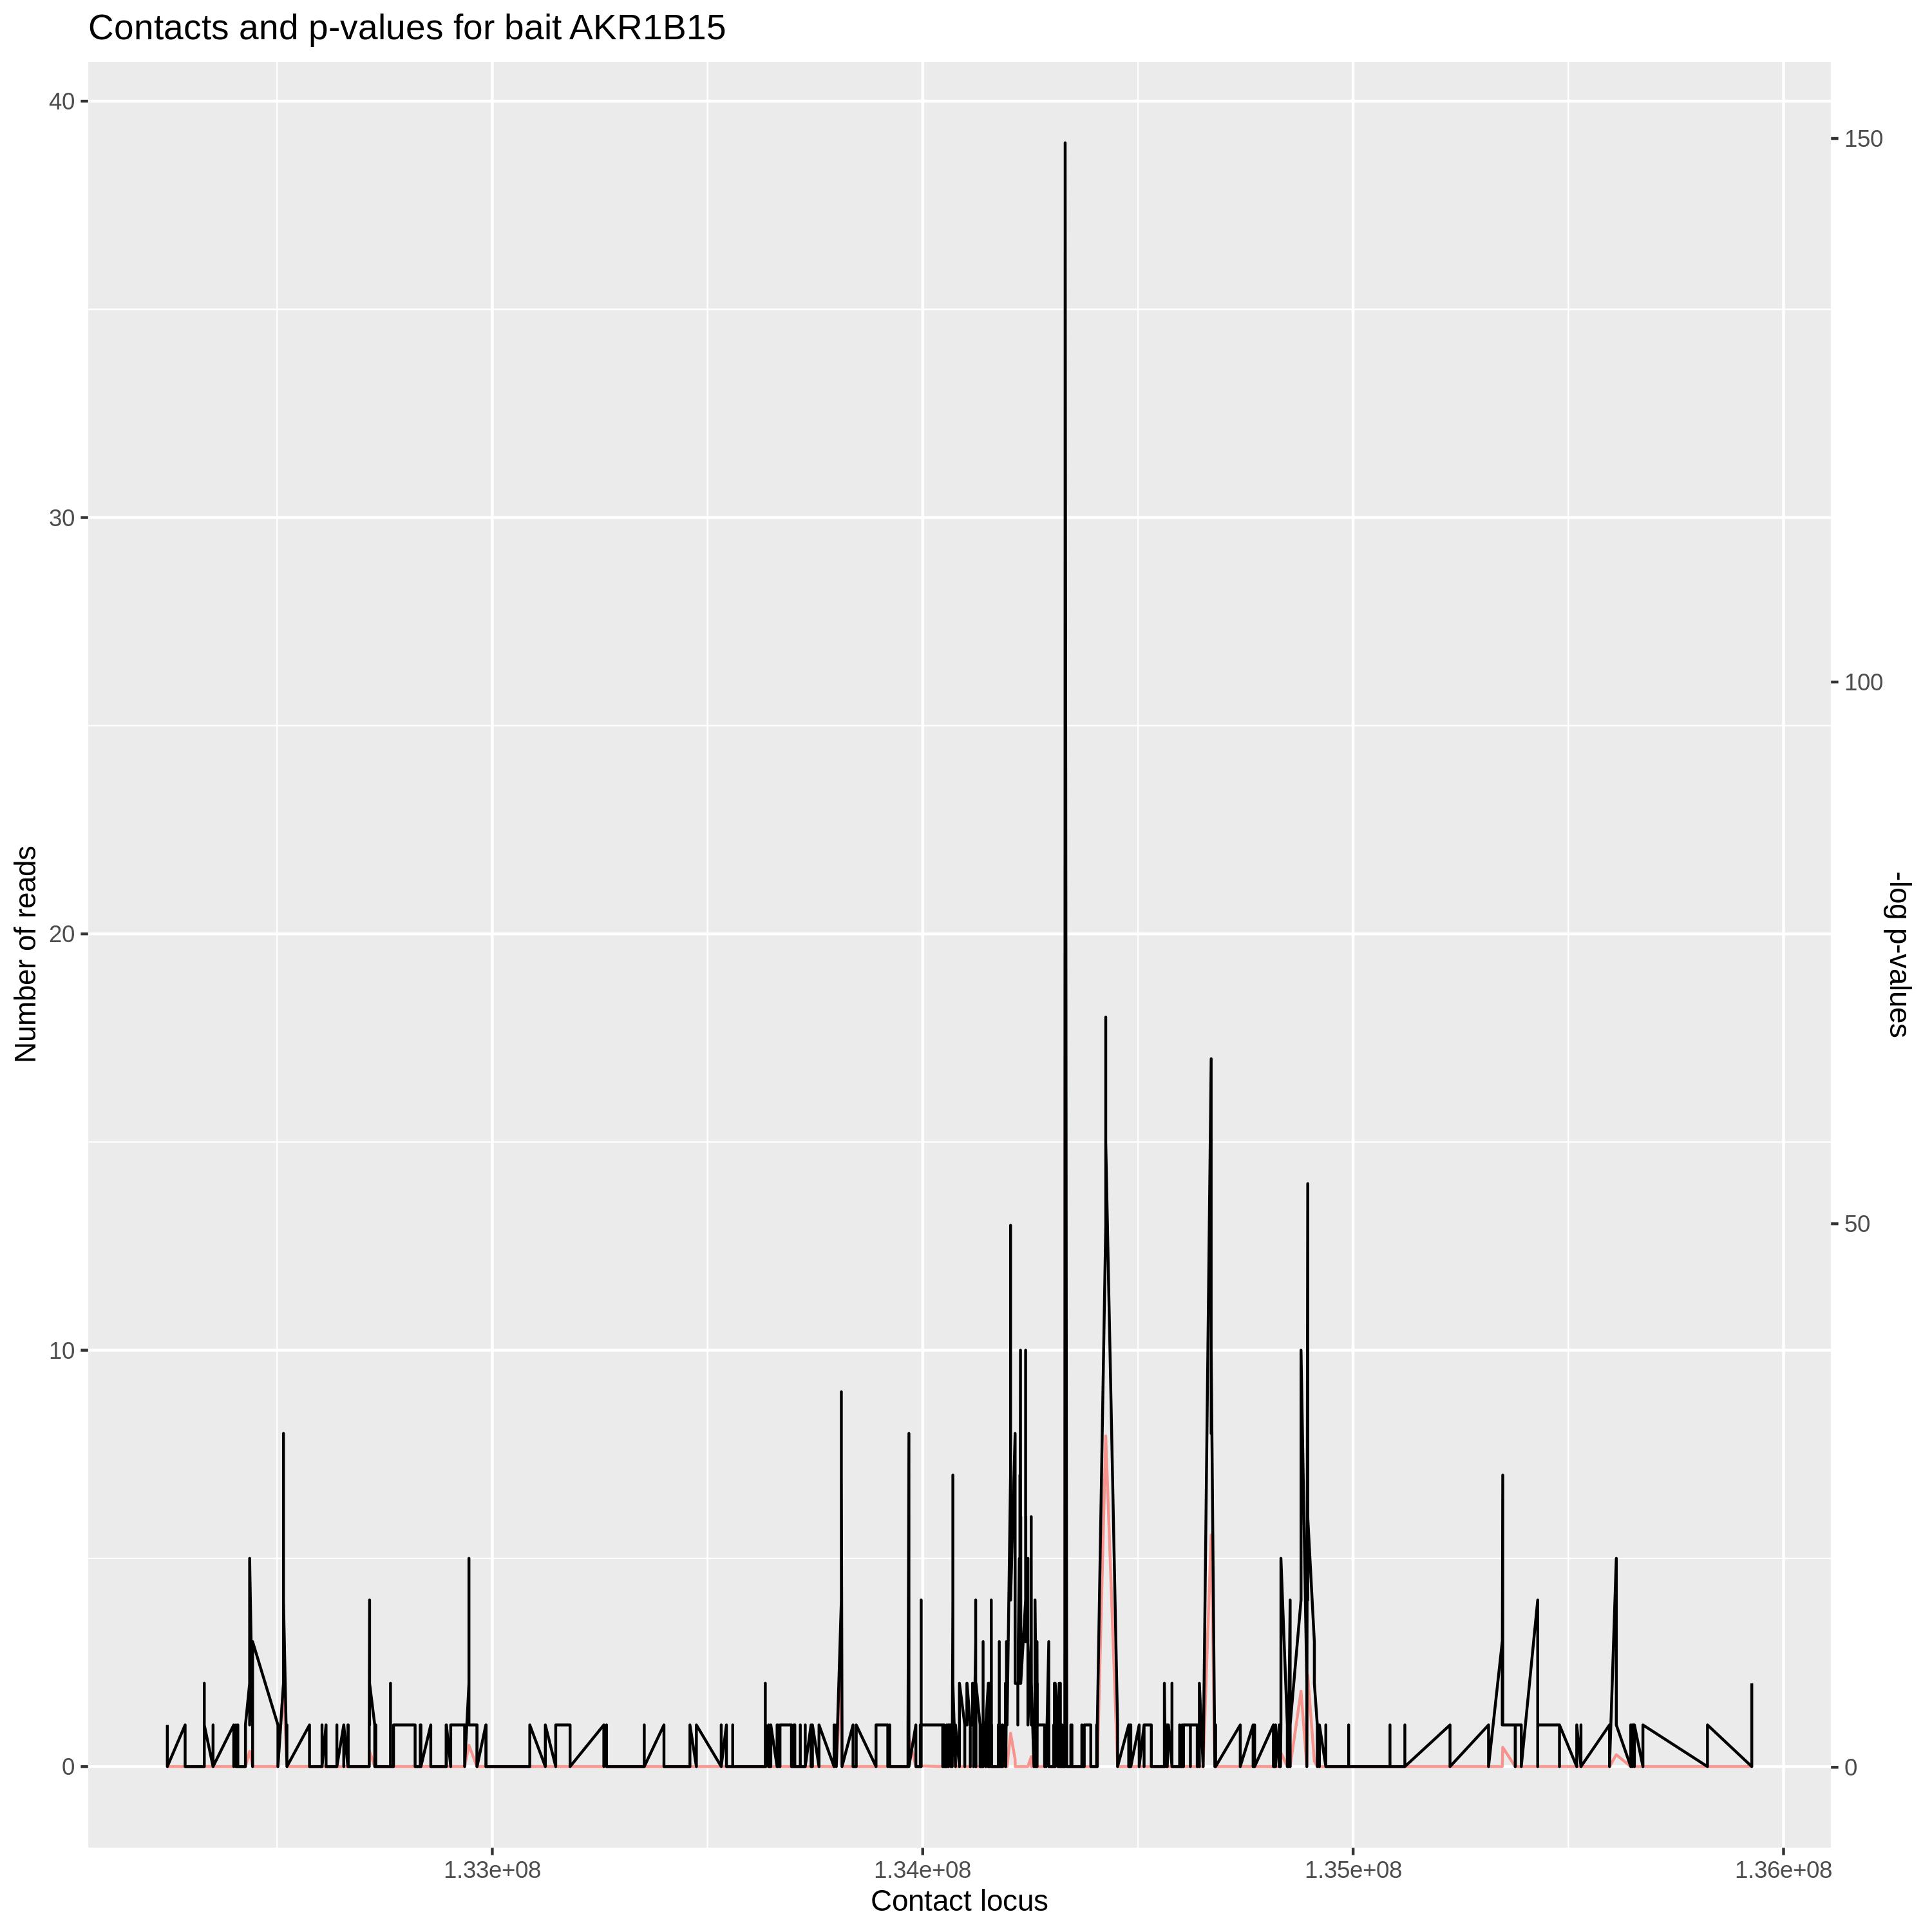 Contacts and p-values for bait AKR1B15
40
30
20
10
0
Number of reads
150
100
50
0
-log p-values
1.33e+08
1.34e+08
1.35e+08
1.36e+08
Contact locus